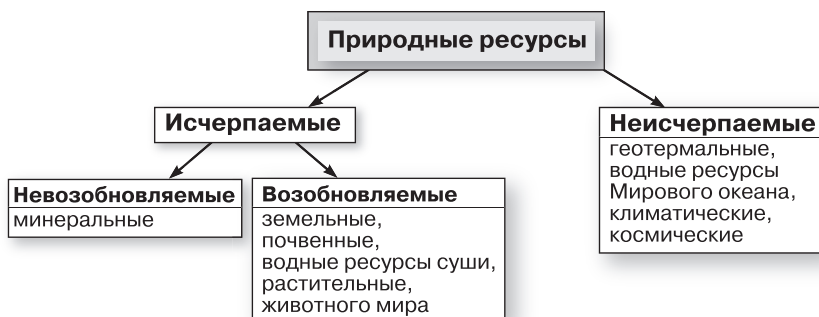 Природные ресурсы
Исчерпаемые
Невозобновляемые
минеральные
Возобновляемые
земельные,
почвенные,
водные ресурсы суши,
растительные,
животного мира
Неисчерпаемые
геотермальные,
водные ресурсы
Мирового океана,
климатические,
космические